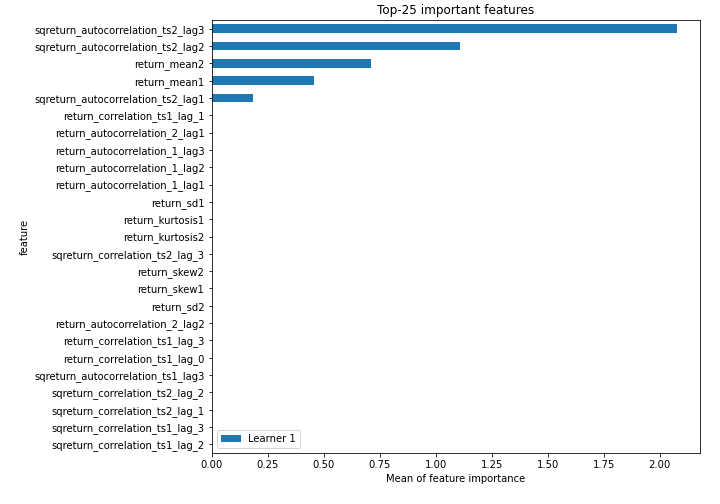 Top-25 important features
sqreturn_autocorrelation_ts2_lag3
sqreturn_autocorrelation_ts2_lag2
return_mean2
return_mean1
sqreturn_autocorrelation_ts2_lag1
return_correlation_ts1_lag_1
return_autocorrelation_2_lag1
return_autocorrelation_1_lag3
return_autocorrelation_1_lag2
return_autocorrelation_1_lag1
return_sd1
return_kurtosis1
return_kurtosis2
sqreturn_correlation_ts2_lag_3
return_skew2
return_skew1
return_sd2
return_autocorrelation_2_lag2
return_correlation_ts1_lag_3
return_correlation_ts1_lag_0
sqreturn_autocorrelation_ts1_lag3
sqreturn_correlation_ts2_lag_2
sqreturn_correlation_ts2_lag_1
sqreturn_correlation_ts1_lag_3
sqreturn_correlation_ts1_lag_2
feature
Learner 1
0.00 0.25 0.50 0.75 1.00 1.25 1.50 1.75 2.00
Mean of feature importance